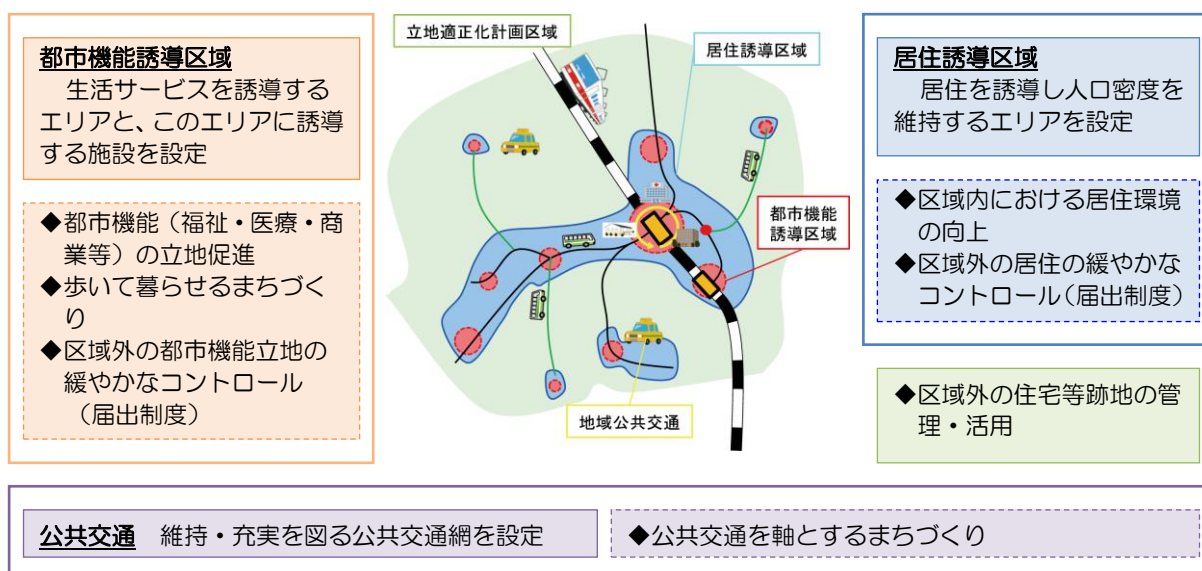 都市機能誘導区域
生活サービスを誘導する
エリアと、このエリアに誘導
する施設を設定
◆都市機能（福祉・医療・商
業等）の立地促進
◆歩いて暮らせるまちづく
り
◆区域外の都市機能立地の
緩やかなコントロール
（届出制度）
立地適正化計画区域
居住誘導区域
都市機能
誘導区域
地域公共交通
居住誘導区域
居住を誘導し人口密度を
維持するエリアを設定
◆区域内における居住環境
の向上
◆区域外の居住の緩やかな
コントロール（届出制度）
◆区域外の住宅等跡地の管
理・活用
公共交通　維持・充実を図る公共交通網を設定
◆公共交通を軸とするまちづくり